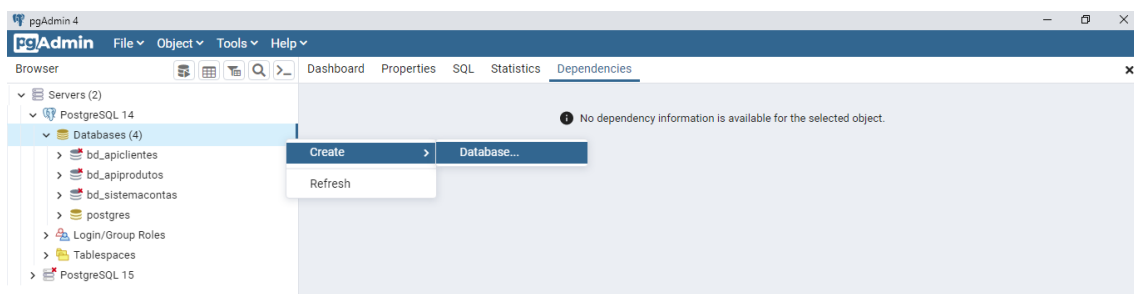 pgAdmin 4
pgAdmin File Object Tools Help
Browser Dashboard Properties SQL Statistics Dependencies
Servers (2)
No dependency information is available for the selected object.
PostgreSQL 14
Databases (4)
Create Database...
bd_apiclientes
bd_apiprodutos
Refresh
bd_sistemacontas
postgres
Login/Group Roles
Tablespaces
PostgreSQL 15